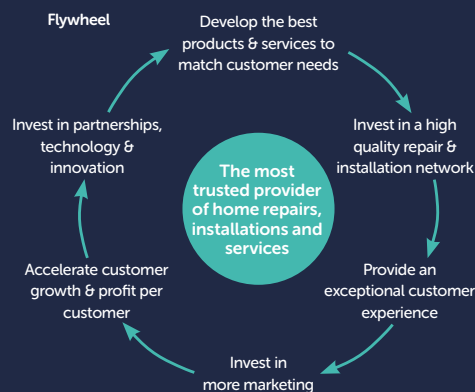 Flywheel
Develop the best
products & services to
match customer needs
Invest in a high
quality repair &
installation network
Provide an
exceptional customer
experience
Invest in
more marketing
Accelerate customer
growth & profit per
customer
Invest in partnerships,
technology &
innovation
The most
trusted provider
of home repairs,
installations and
services